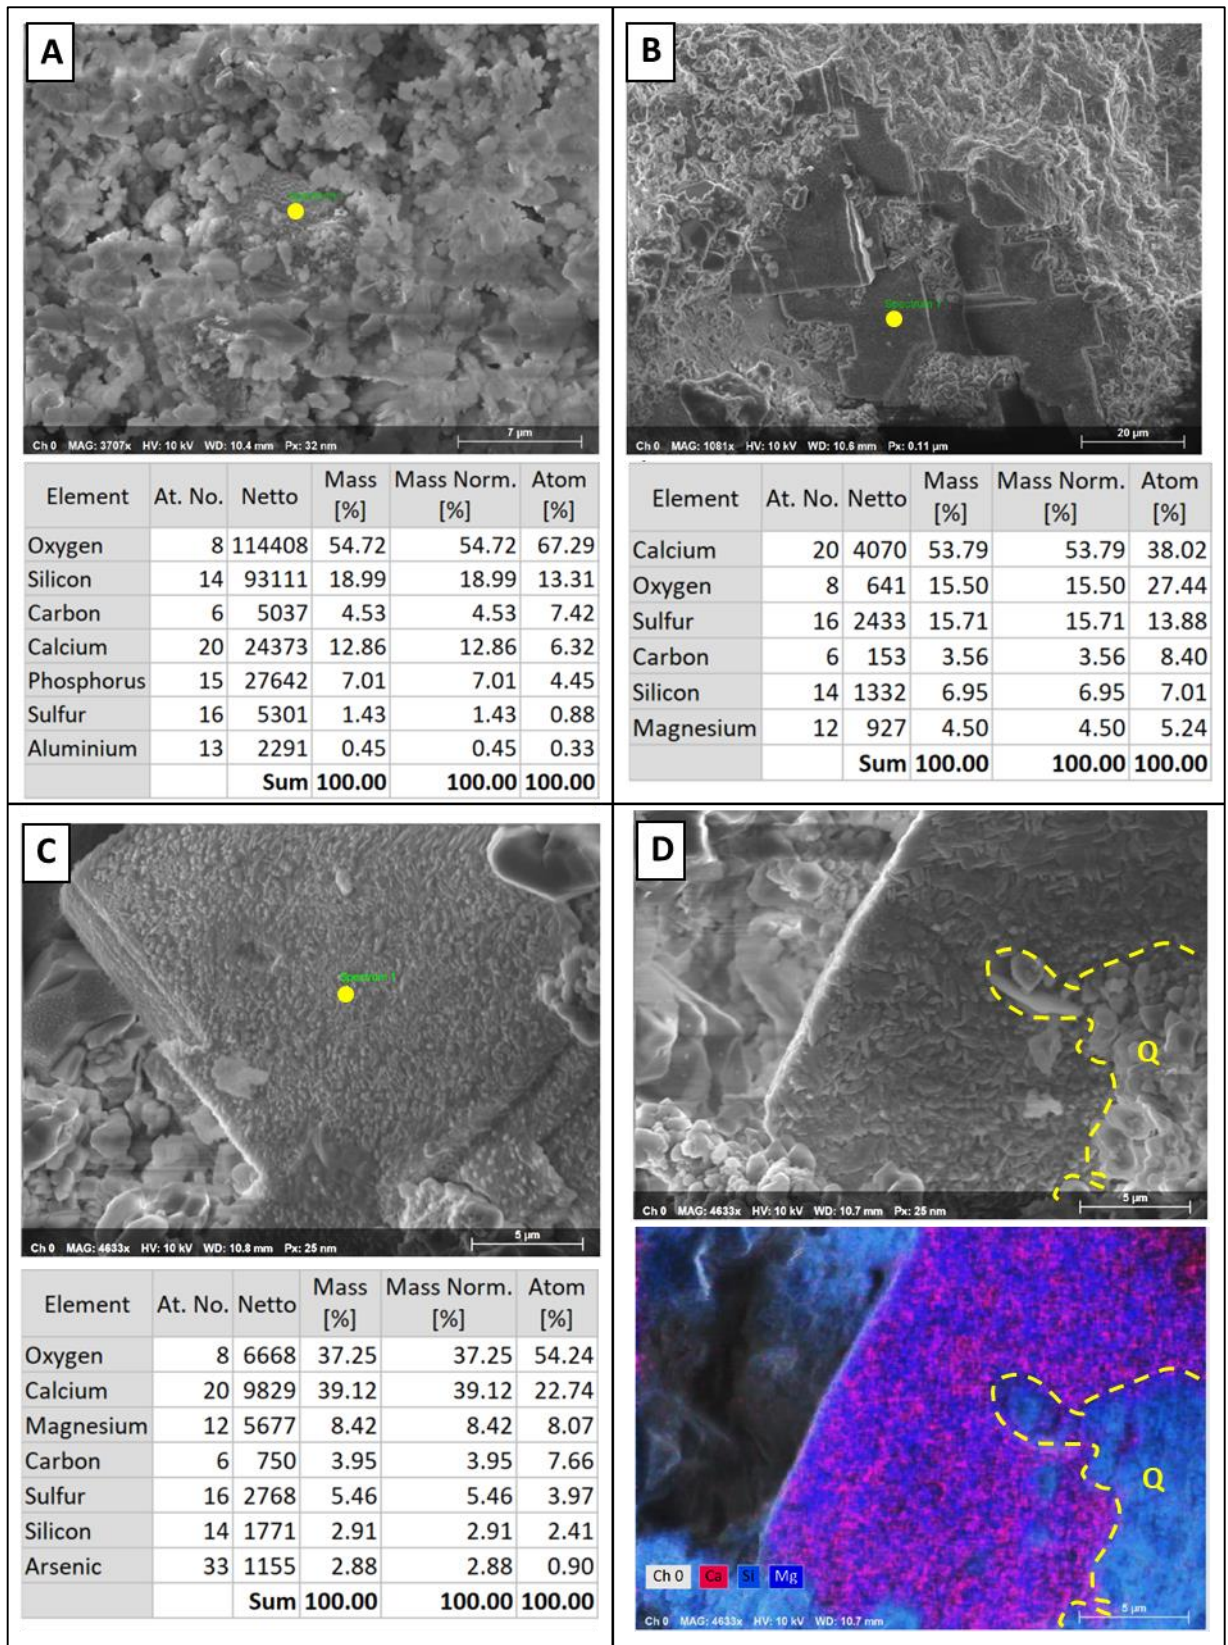 A
Spectrum 1
Ch 0 MAG: 3707x HV: 10 kV WD: 10.4 mm Px: 32 nm
7 µm
Element At. No. Netto Mass [%] Mass Norm. [%] Atom [%]
Oxygen 8 114408 54.72 54.72 67.29
Silicon 14 93111 18.99 18.99 13.31
Carbon 6 5037 4.53 4.53 7.42
Calcium 20 24373 12.86 12.86 6.32
Phosphorus 15 27642 7.01 7.01 4.45
Sulfur 16 5301 1.43 1.43 0.88
Aluminium 13 2291 0.45 0.45 0.33
Sum 100.00 100.00 100.00
B
Spectrum 1
Ch 0 MAG: 1081x HV: 10 kV WD: 10.6 mm Px: 0.11 µm
20 µm
Element At. No. Netto Mass [%] Mass Norm. [%] Atom [%]
Calcium 20 4070 53.79 53.79 38.02
Oxygen 8 641 15.50 15.50 27.44
Sulfur 16 2433 15.71 15.71 13.88
Carbon 6 153 3.56 3.56 8.40
Silicon 14 1332 6.95 6.95 7.01
Magnesium 12 927 4.50 4.50 5.24
Sum 100.00 100.00 100.00
C
Spectrum 1
Ch 0 MAG: 4633x HV: 10 kV WD: 10.8 mm Px: 25 nm
5 µm
Element At. No. Netto Mass [%] Mass Norm. [%] Atom [%]
Oxygen 8 6668 37.25 37.25 54.24
Calcium 20 9829 39.12 39.12 22.74
Magnesium 12 5677 8.42 8.42 8.07
Carbon 6 750 3.95 3.95 7.66
Sulfur 16 2768 5.46 5.46 3.97
Silicon 14 1771 2.91 2.91 2.41
Arsenic 33 1155 2.88 2.88 0.90
Sum 100.00 100.00 100.00
D
Q
Ch 0 MAG: 4633x HV: 10 kV WD: 10.7 mm Px: 25 nm
5 µm
Q
Ch 0 Ca Si Mg
Ch 0 MAG: 4633x HV: 10 kV WD: 10.7 mm
5 µm